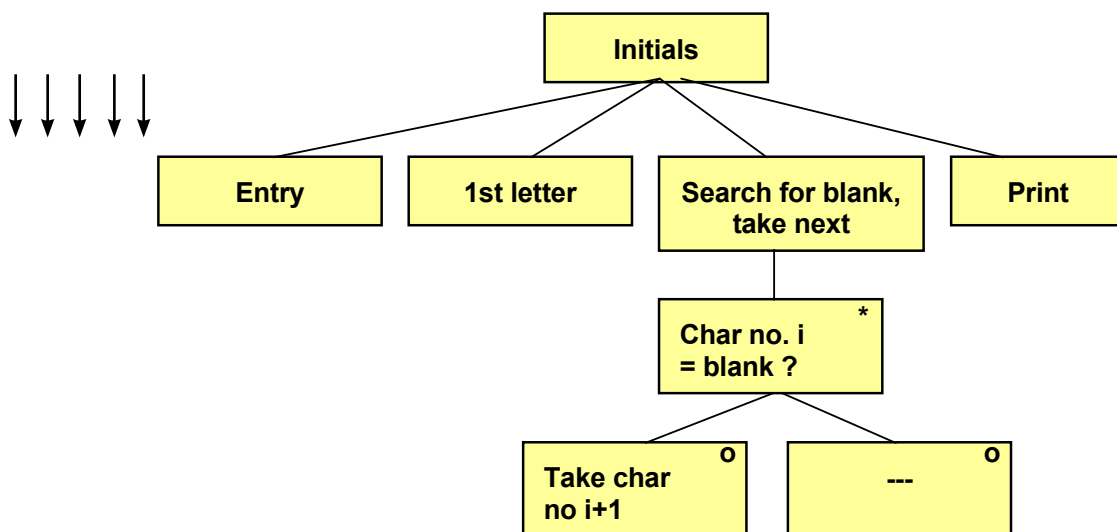 Initials
Entry
1st letter
Search for blank,
take next
Print
*
Char no. i
= blank ?
o
Take char
no i+1
o
---